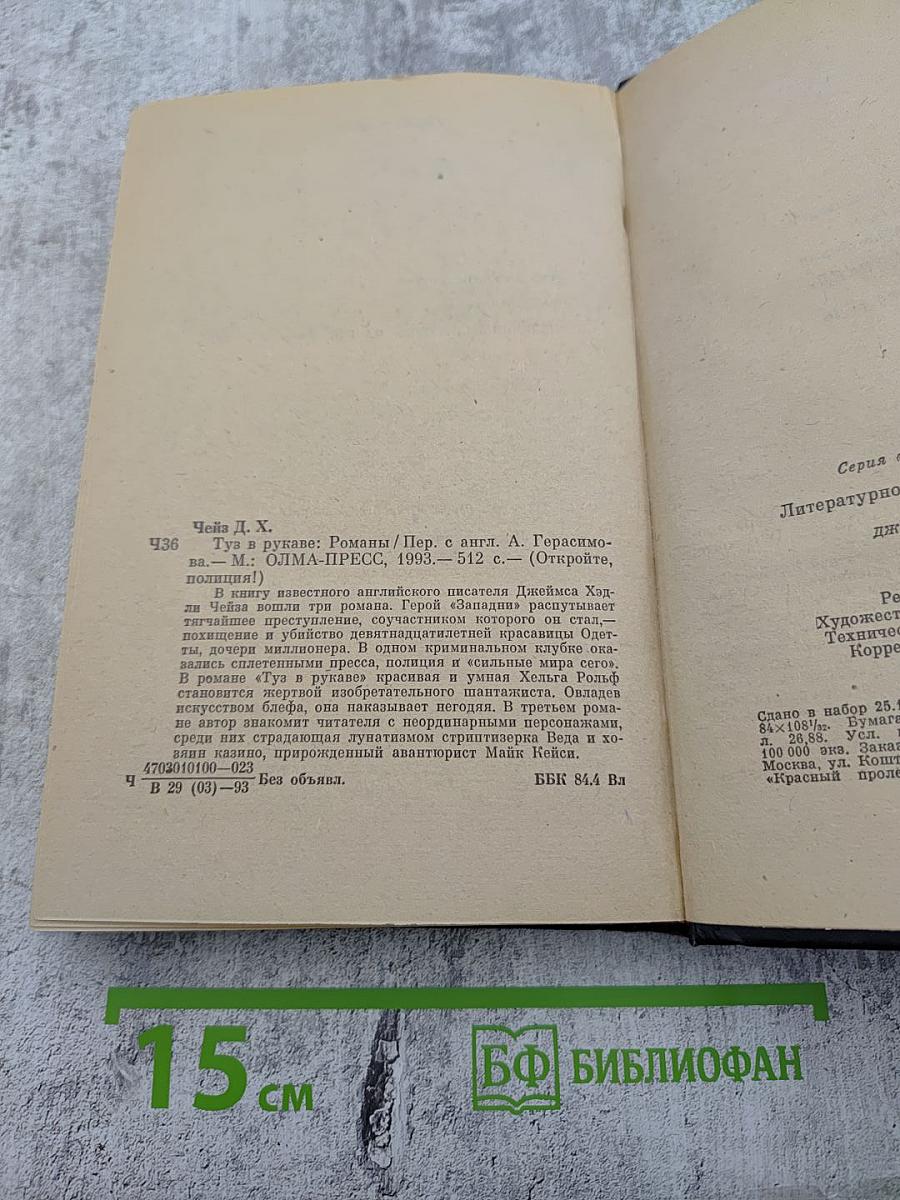 Чейз Д. Х.
Ч36 Туз в рукаве: Романы / Пер. с англ. А. Герасимо-
ва.— М.: ОЛМА-ПРЕСС, 1993.— 512 с.— (Откройте,
полиция!)
В книгу известного английского писателя Джеймса Хэд-
ли Чейза вошли три романа. Герой «Западни» распутывает
тягчайшее преступление, соучастником которого он стал,—
похищение и убийство девятнадцатилетней красавицы Одет-
ты, дочери миллионера. В одном криминальном клубке ока-
зались сплетенными пресса, полиция и «сильные мира сего».
В романе «Туз в рукаве» красивая и умная Хельга Рольф
становится жертвой изобретательного шантажиста. Овладев
искусством блефа, она наказывает негодяя. В третьем рома-
не автор знакомит читателя с неординарными персонажами,
среди них страдающая лунатизмом стриптизерка Веда и хо-
зяин казино, прирожденный авантюрист Майк Кейси.
Ч 4703010100—023
В 29 (03)—93 Без объявл. ББК 84.4 Вл
Серия
Литературно
дж
Ре
Художест
Техничес
Корре
Сдано в набор 25.1
84×108 1/32. Бумага
л. 26,88. Усл.
100 000 экз. Заказ
Москва, ул. Кошт
«Красный проле
15 см
БФ БИБЛИОФАН